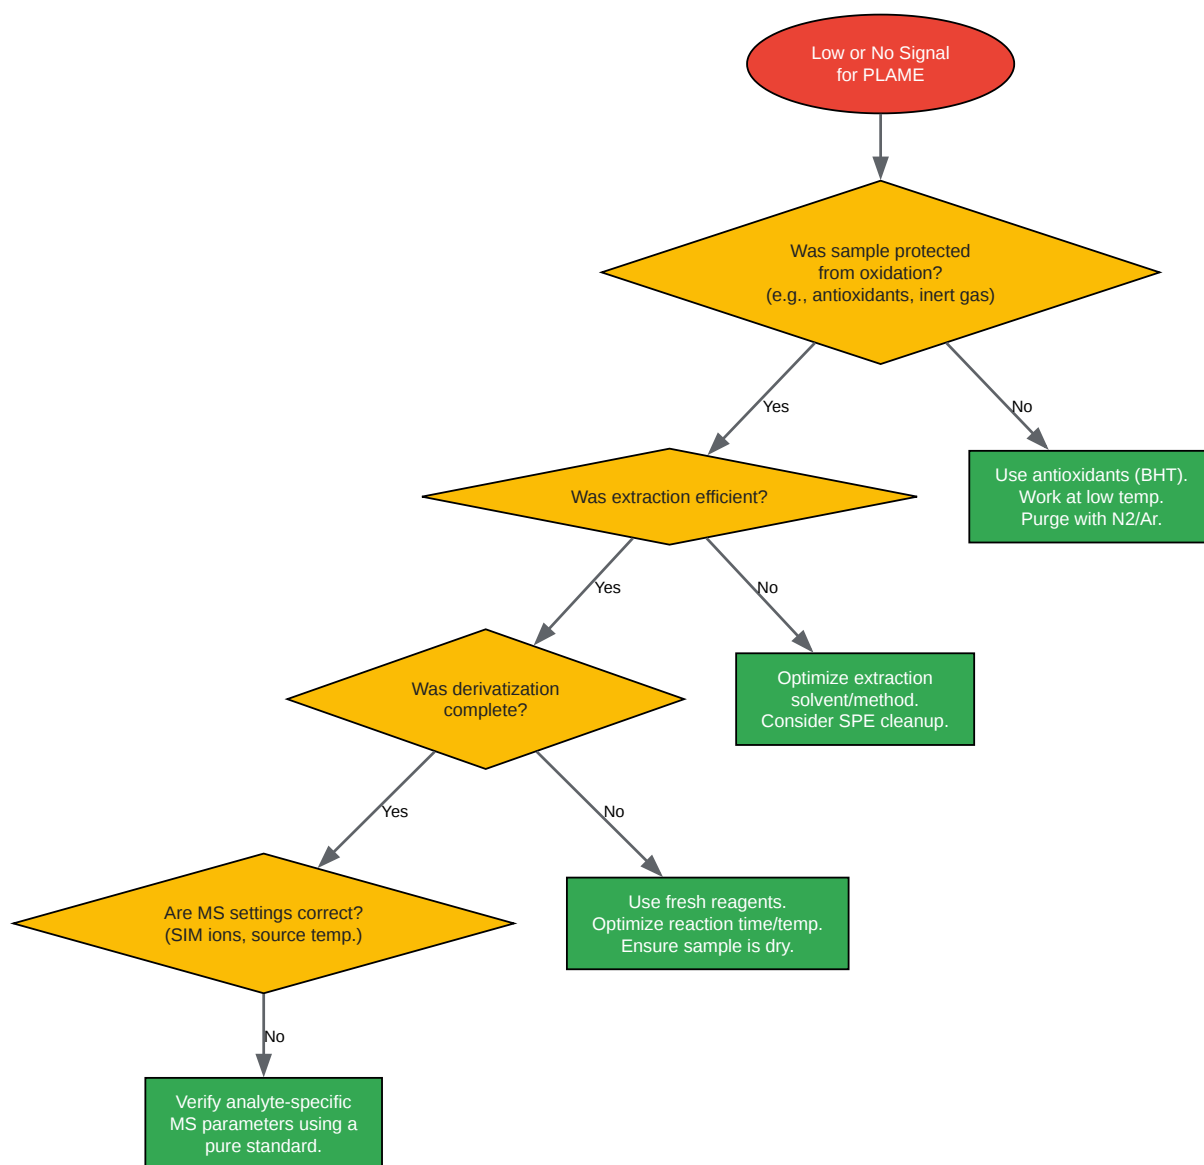 Low or No Signal
for PLAME
Was sample protected
from oxidation?
(e.g., antioxidants, inert gas)
Yes
No
Was extraction efficient?
Use antioxidants (BHT).
Work at low temp.
Purge with N2/Ar.
Yes
No
Was derivatization
complete?
Optimize extraction
solvent/method.
Consider SPE cleanup.
Yes
No
Are MS settings correct?
(SIM ions, source temp.)
Use fresh reagents.
Optimize reaction time/temp.
Ensure sample is dry.
No
Verify analyte-specific
MS parameters using a
pure standard.